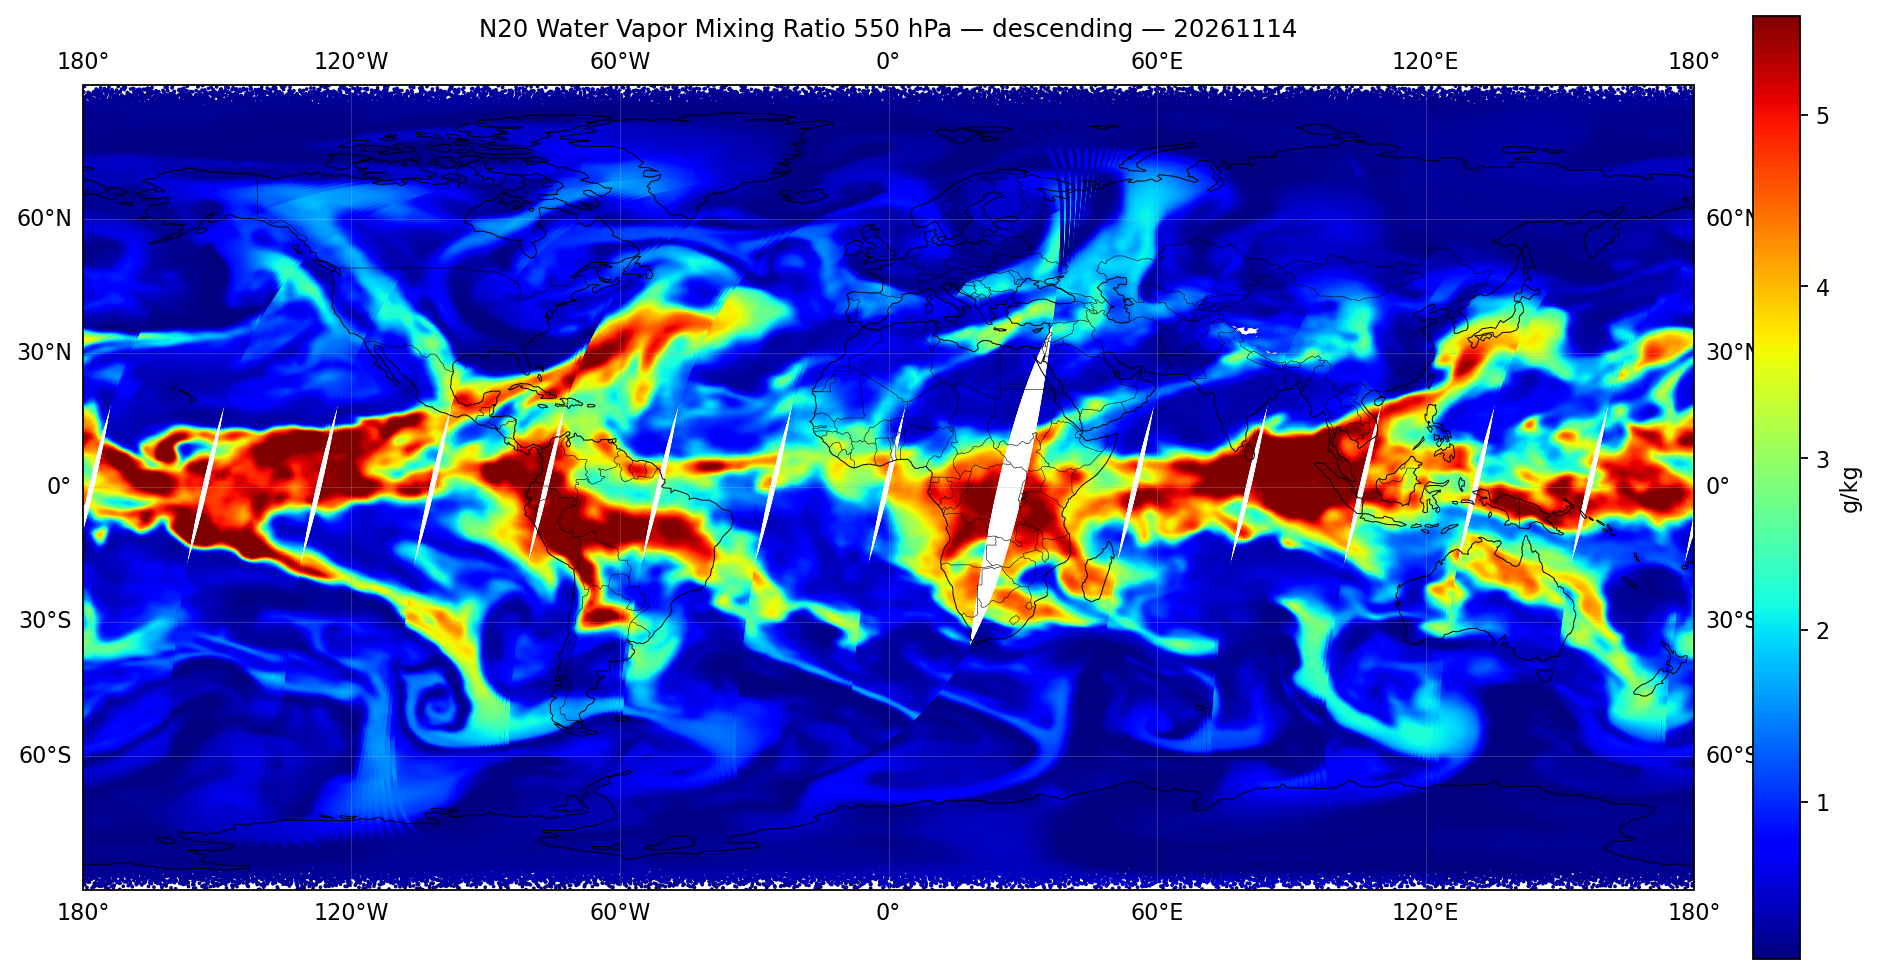 N20 Water Vapor Mixing Ratio 550 hPa — descending — 20261114
180° 120°W 60°W 0° 60°E 120°E 180°
60°N 60°N
30°N 30°N
0° 0°
30°S 30°S
60°S 60°S
180° 120°W 60°W 0° 60°E 120°E 180°
5
4
3
2
1
g/kg